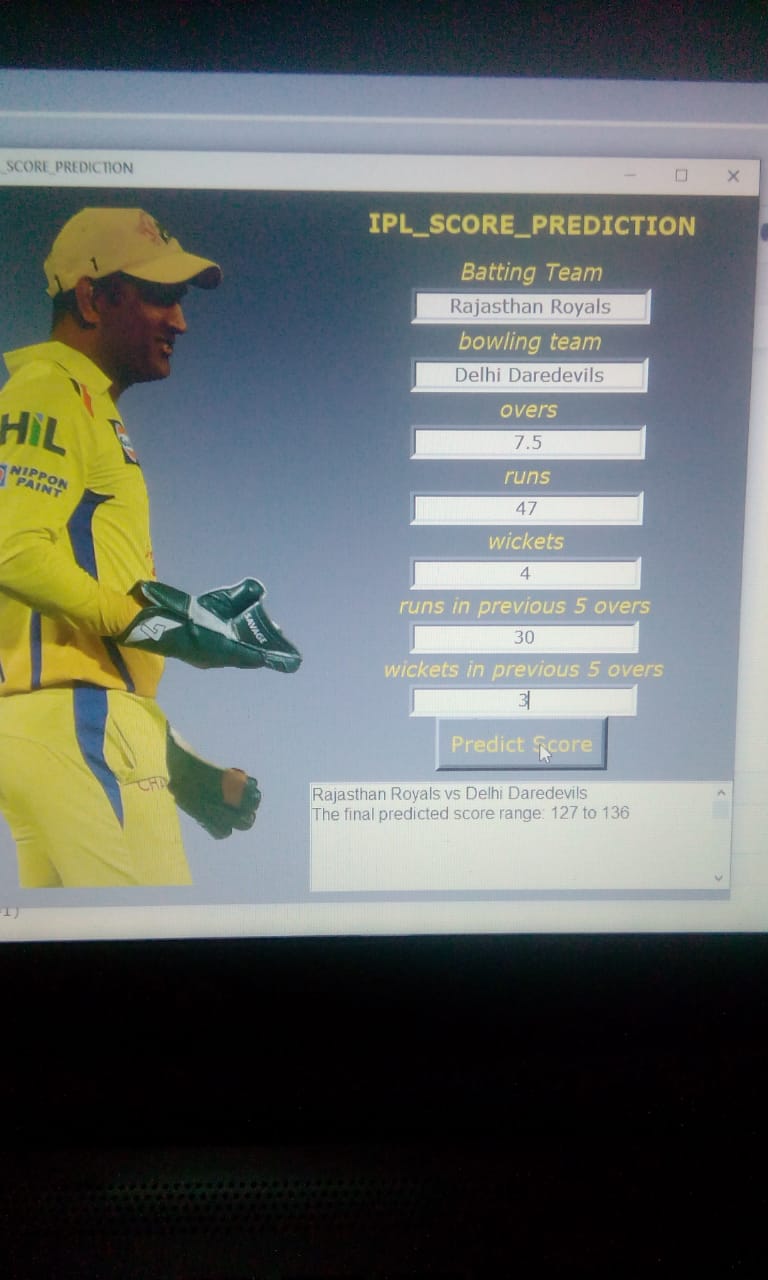 _SCORE_PREDICTION
IPL_SCORE_PREDICTION
Batting Team
Rajasthan Royals
bowling team
Delhi Daredevils
overs
7.5
runs
47
wickets
4
runs in previous 5 overs
30
wickets in previous 5 overs
3
Predict Score
Rajasthan Royals vs Delhi Daredevils
The final predicted score range: 127 to 136
HIL
NIPPON
PAINT
SAVAGE